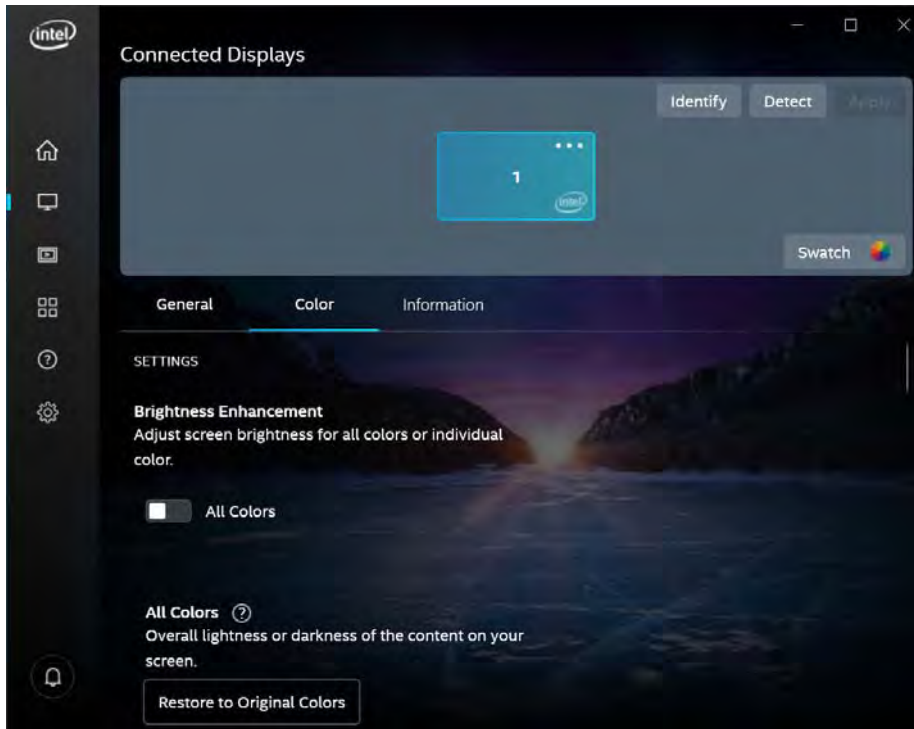 intel
Connected Displays
Identify
Detect
Apply
1
intel
Swatch
General
Color
Information
SETTINGS
Brightness Enhancement
Adjust screen brightness for all colors or individual
color.
All Colors
All Colors
Overall lightness or darkness of the content on your
screen.
Restore to Original Colors